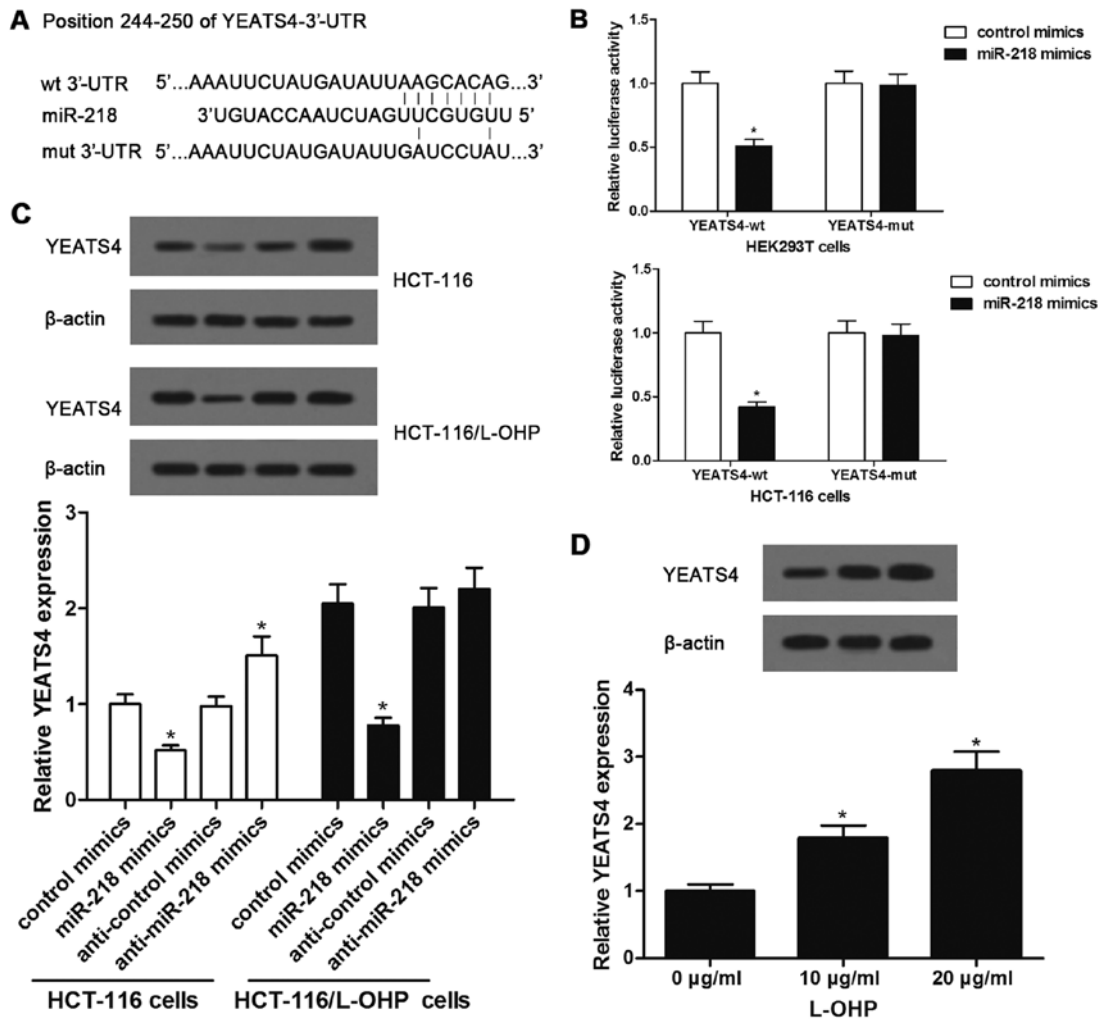 A Position 244-250 of YEATS4-3'-UTR
wt 3'-UTR 5'...AAAUUCUAUGAUAUUAAGCACAG...3'
miR-218 3'UGUACCAAUCUAGUUCGUGUU 5'
mut 3'-UTR 5'...AAAUUCUAUGAUAUUGAUCCUAU...3'
B
Relative luciferase activity
1.5
1.0
0.5
0.0
control mimics
miR-218 mimics
*
YEATS4-wt YEATS4-mut
HEK293T cells
Relative luciferase activity
1.5
1.0
0.5
0.0
control mimics
miR-218 mimics
*
YEATS4-wt YEATS4-mut
HCT-116 cells
C
YEATS4
HCT-116
β-actin
YEATS4
HCT-116/L-OHP
β-actin
Relative YEATS4 expression
3
2
1
0
* * *
control mimics
miR-218 mimics
anti-control mimics
anti-miR-218 mimics
control mimics
miR-218 mimics
anti-control mimics
anti-miR-218 mimics
HCT-116 cells HCT-116/L-OHP cells
D
YEATS4
β-actin
Relative YEATS4 expression
4
3
2
1
0
* *
0 μg/ml 10 μg/ml 20 μg/ml
L-OHP